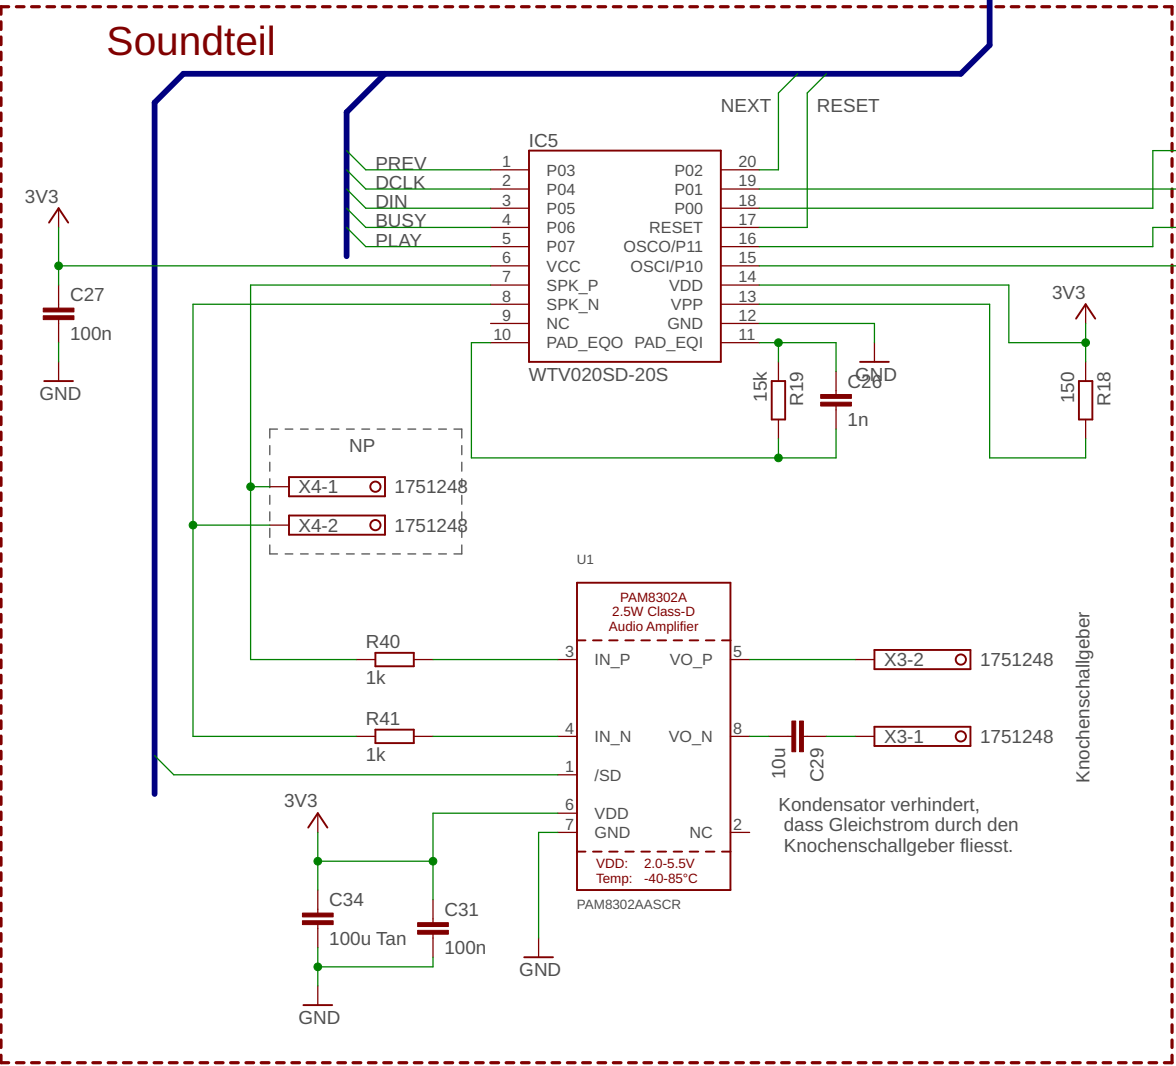 Soundteil
NEXT
RESET
IC5
PREV
DCLK
DIN
BUSY
PLAY
1
2
3
4
5
6
7
8
9
10
P03
P04
P05
P06
P07
VCC
SPK_P
SPK_N
NC
PAD_EQO
P02
P01
P00
RESET
OSCO/P11
OSCI/P10
VDD
VPP
GND
PAD_EQI
20
19
18
17
16
15
14
13
12
11
WTV020SD-20S
3V3
C27
100n
GND
15k
R19
C26
1n
GND
3V3
150
R18
NP
X4-1
1751248
X4-2
1751248
U1
PAM8302A
2.5W Class-D
Audio Amplifier
R40
1k
R41
1k
3
IN_P
4
IN_N
1
/SD
6
VDD
7
GND
VO_P
5
VO_N
8
NC
2
VDD: 2.0-5.5V
Temp: -40-85°C
PAM8302AASCR
X3-2
1751248
X3-1
1751248
10u
C29
Knochenschallgeber
Kondensator verhindert,
dass Gleichstrom durch den
Knochenschallgeber fliesst.
3V3
C34
100u Tan
C31
100n
GND
GND